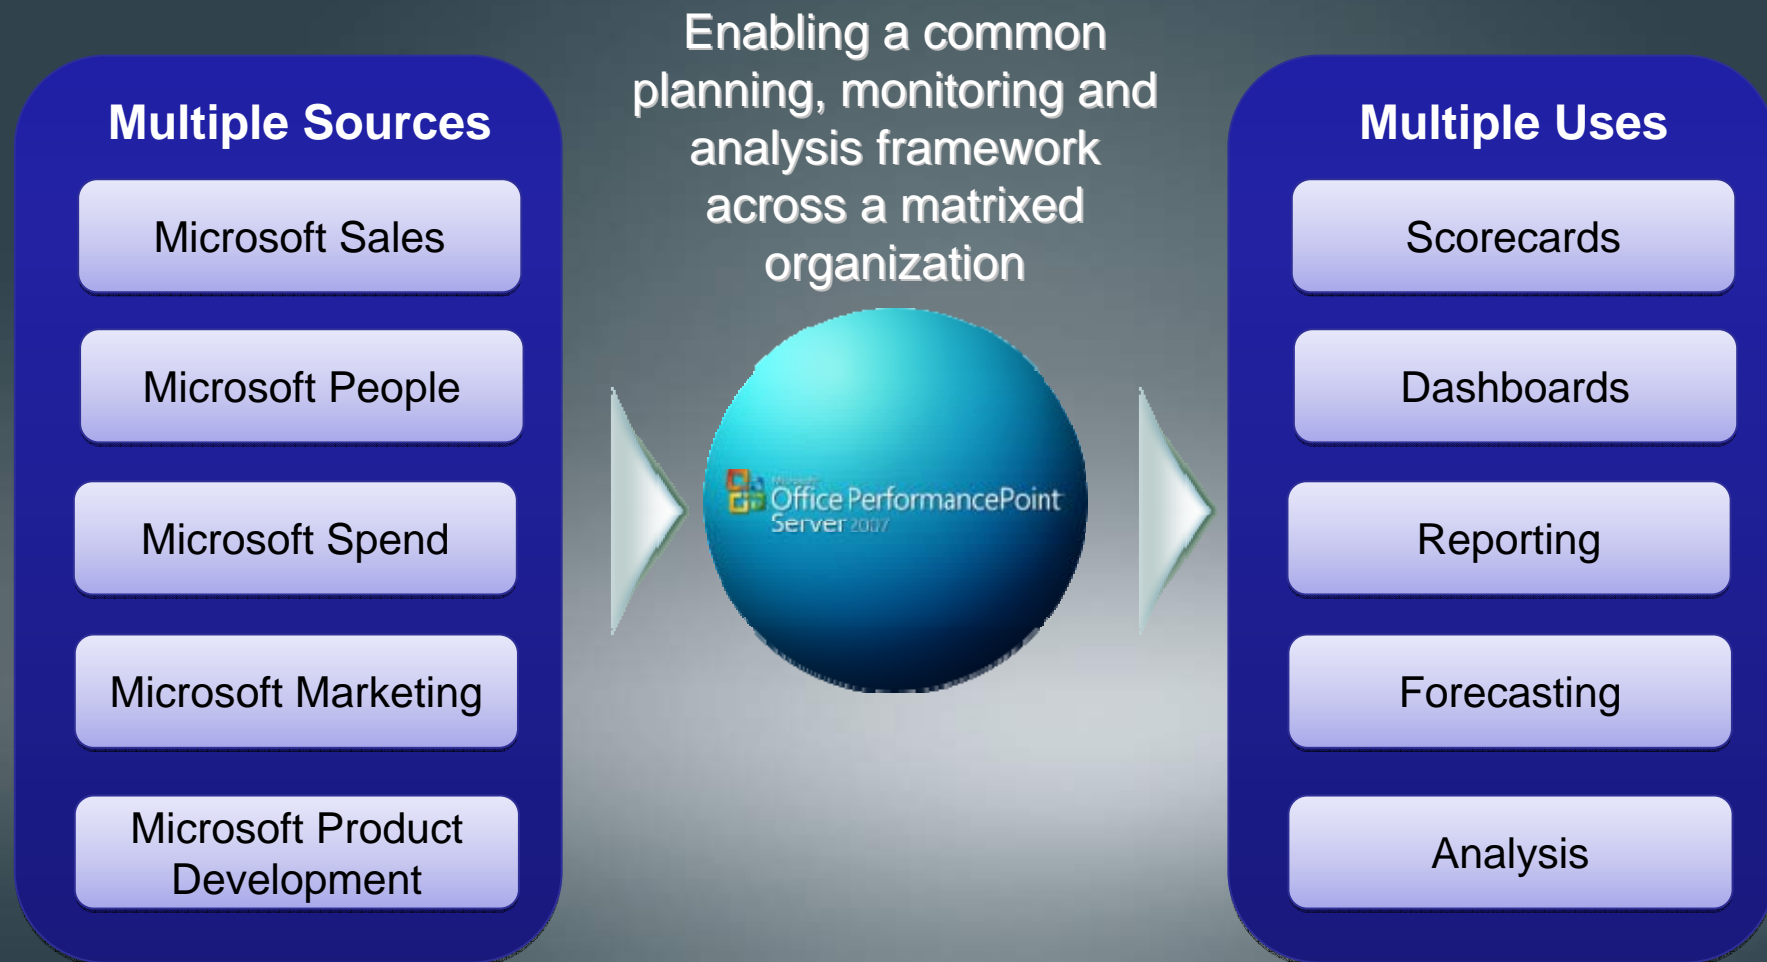 Enabling a common
planning, monitoring and
analysis framework
across a matrixed
organization
Multiple Sources
Microsoft Sales
Microsoft People
Microsoft Spend
Microsoft Marketing
Microsoft Product
Development
Microsoft
Office PerformancePoint
Server 2007
Multiple Uses
Scorecards
Dashboards
Reporting
Forecasting
Analysis